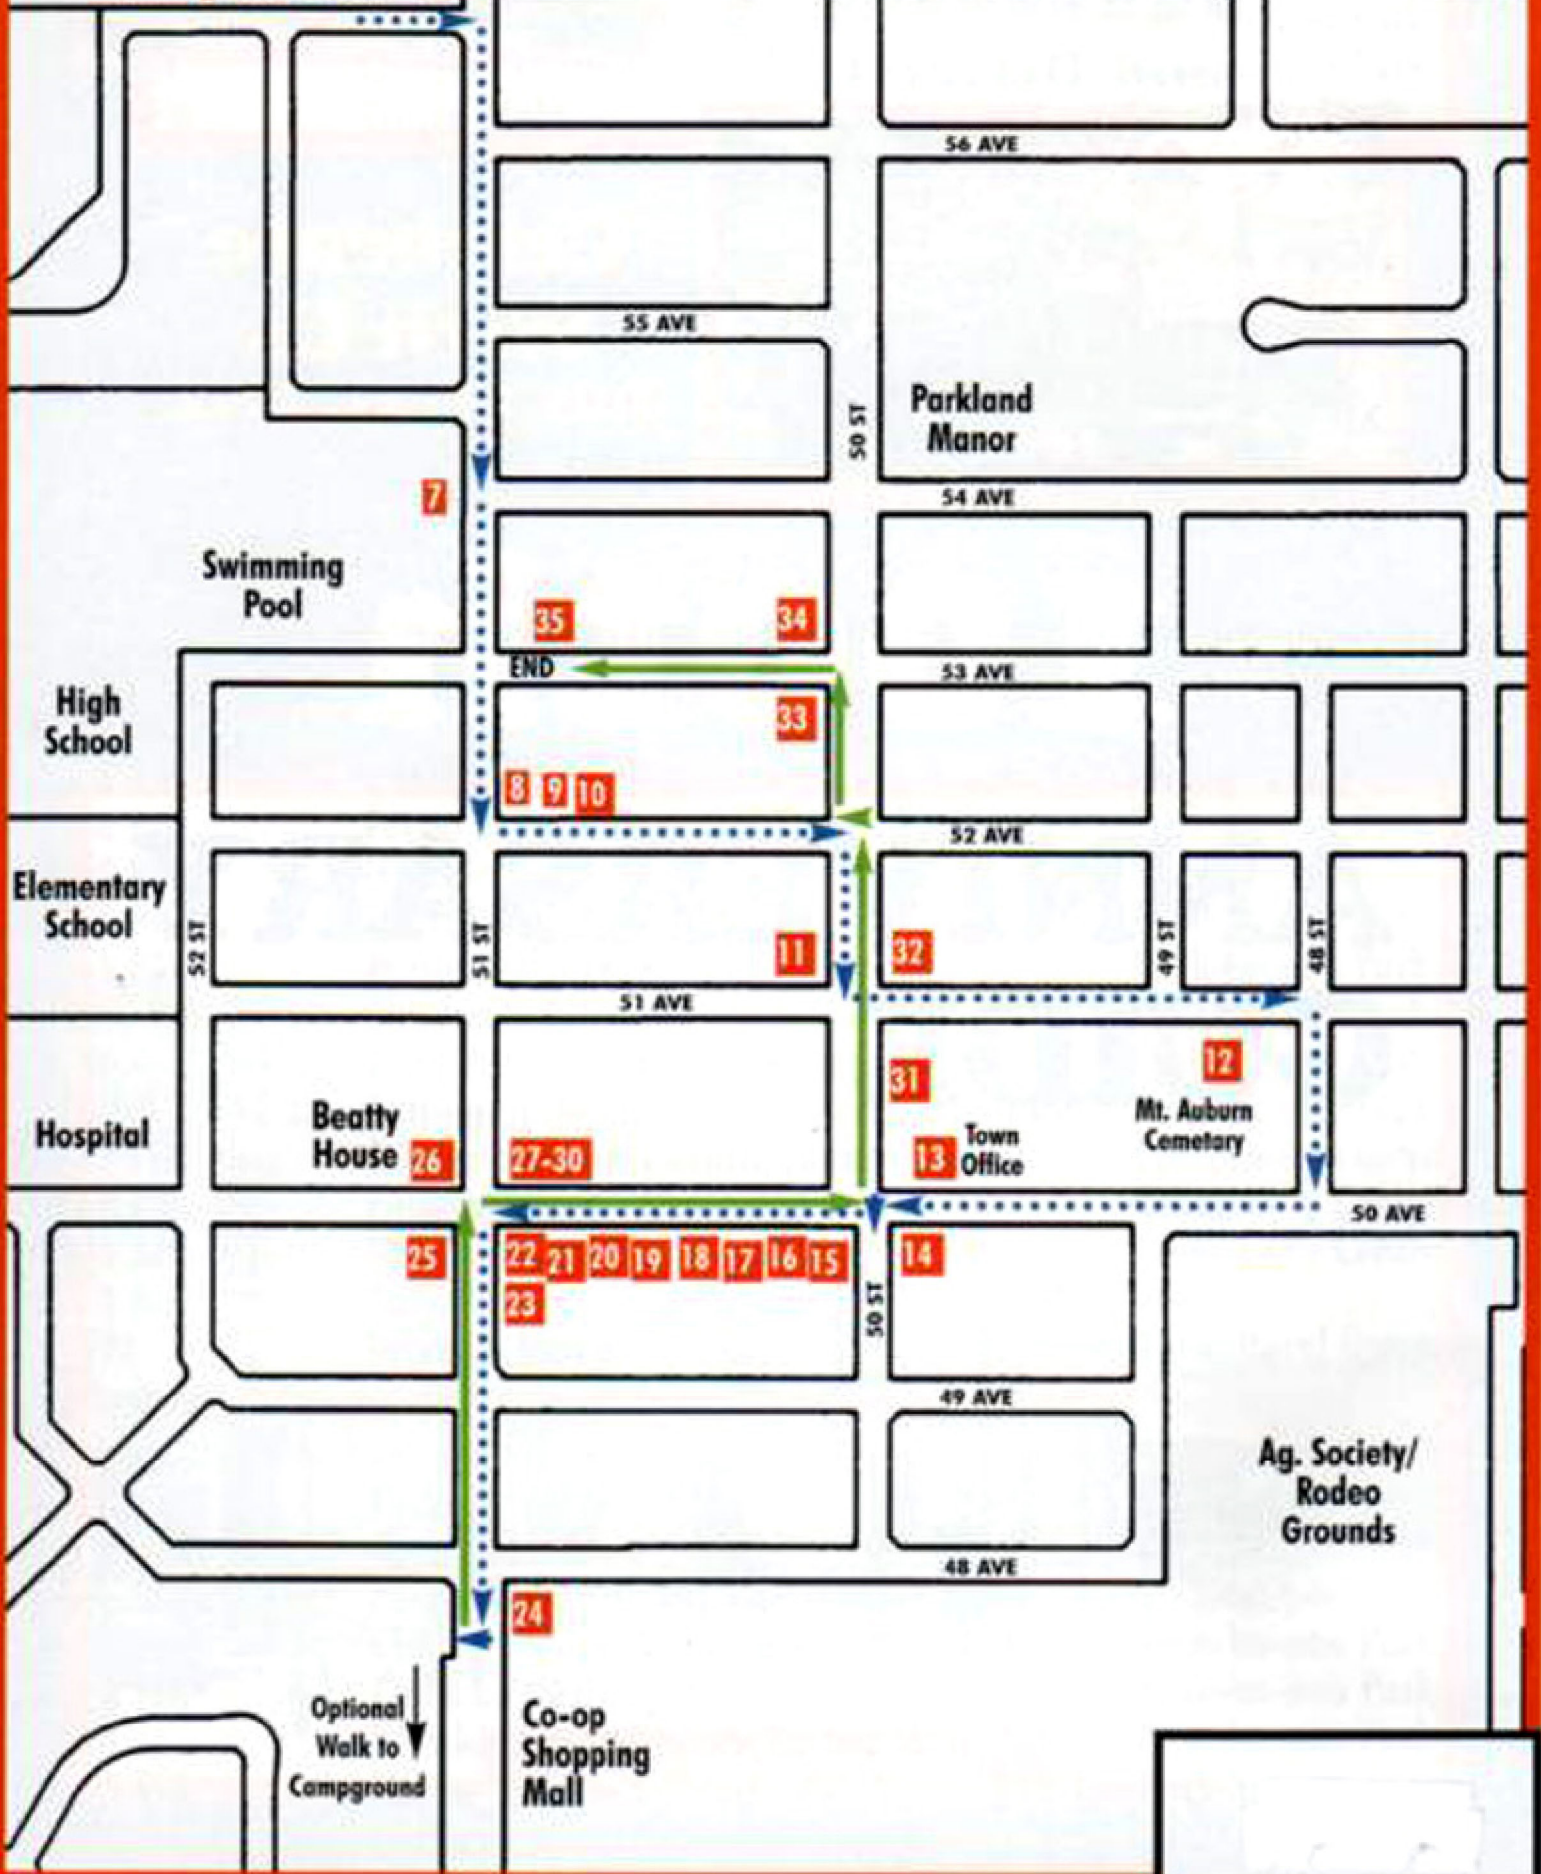 56 AVE
55 AVE
50 ST
Parkland
Manor
54 AVE
7
Swimming
Pool
35
34
END
53 AVE
High
School
33
8 9 10
52 AVE
Elementary
School
52 ST
51 ST
11
32
49 ST
48 ST
51 AVE
12
31
Mt. Auburn
Cemetary
Beatty
House 26
Hospital
27-30
13 Town
Office
50 AVE
25
22 21 20 19 18 17 16 15
14
23
50 ST
49 AVE
Ag. Society/
Rodeo
Grounds
48 AVE
24
Optional
Walk to
Campground
Co-op
Shopping
Mall